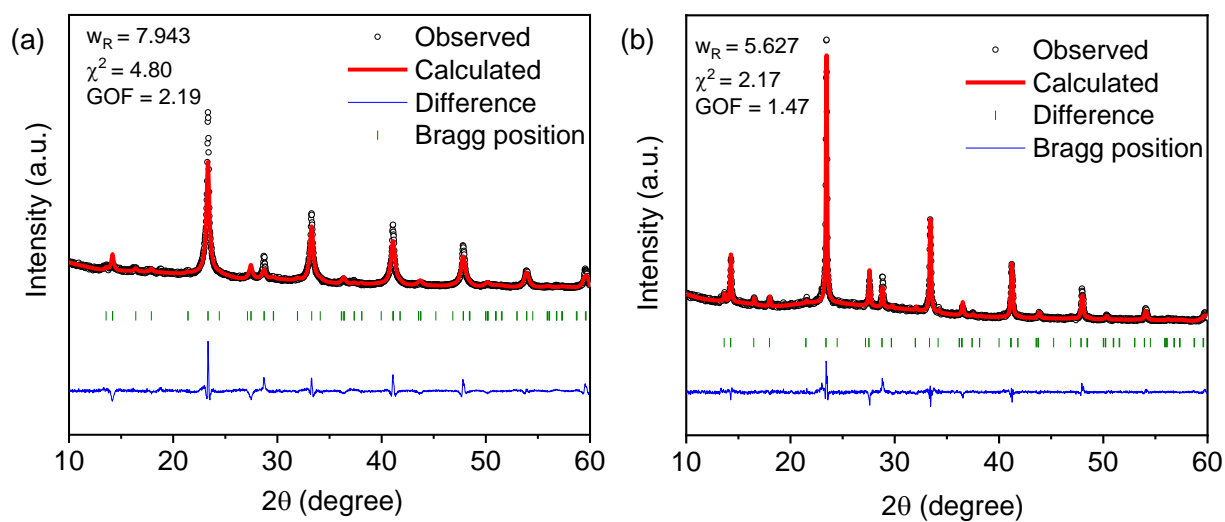 (a)
w_R = 7.943
χ² = 4.80
GOF = 2.19
Observed
Calculated
Difference
Bragg position
Intensity (a.u.)
10 20 30 40 50 60
2θ (degree)
(b)
w_R = 5.627
χ² = 2.17
GOF = 1.47
Observed
Calculated
Difference
Bragg position
Intensity (a.u.)
10 20 30 40 50 60
2θ (degree)